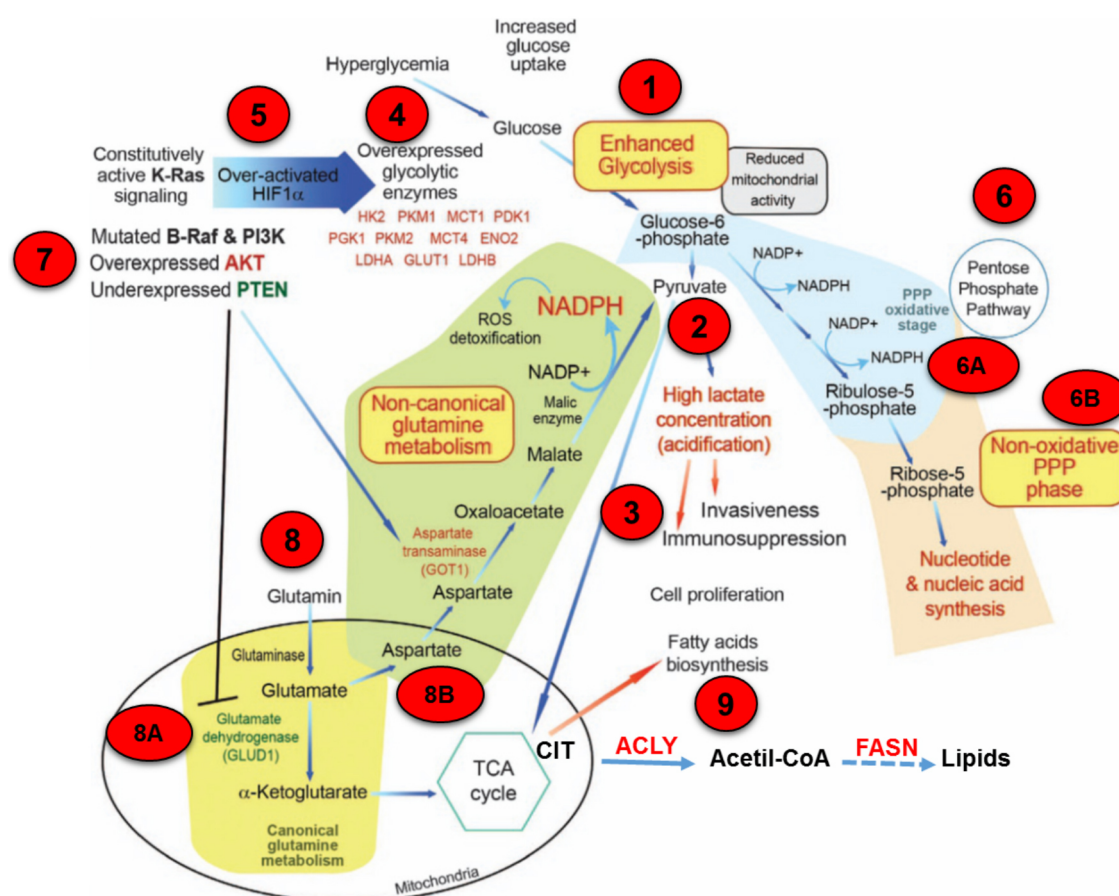 Increased
glucose
uptake
Hyperglycemia
1
5
4
Glucose
Enhanced
Glycolysis
Reduced
mitochondrial
activity
Constitutively
active K-Ras
signaling
Over-activated
HIF1α
Overexpressed
glycolytic
enzymes
HK2 PKM1 MCT1 PDK1
PGK1 PKM2 MCT4 ENO2
LDHA GLUT1 LDHB
7
Mutated B-Raf & PI3K
Overexpressed AKT
Underexpressed PTEN
Glucose-6
-phosphate
6
Pentose
Phosphate
Pathway
NADP+
NADPH
PPP
oxidative
stage
NADP+
NADPH
6A
Ribulose-5
-phosphate
6B
Non-oxidative
PPP
phase
Ribose-5
-phosphate
Nucleotide
& nucleic acid
synthesis
Pyruvate
2
High lactate
concentration
(acidification)
3
Invasiveness
Immunosuppression
NADPH
ROS
detoxification
NADP+
Malic
enzyme
Non-canonical
glutamine
metabolism
Malate
Oxaloacetate
Aspartate
transaminase
(GOT1)
Aspartate
8
Glutamin
Glutaminase
Aspartate
8B
Glutamate
8A
Glutamate
dehydrogenase
(GLUD1)
α-Ketoglutarate
Canonical
glutamine
metabolism
Mitochondria
TCA
cycle
CIT
Cell proliferation
Fatty acids
biosynthesis
9
ACLY
Acetil-CoA
FASN
Lipids